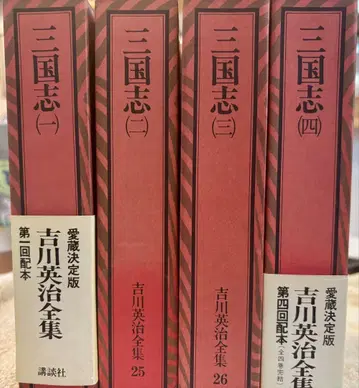 三国志(一)
愛蔵決定版
吉川英治全集
第一回配本
講談社
三国志(二)
吉川英治全集
25
三国志(三)
吉川英治全集
26
三国志(四)
愛蔵決定版
吉川英治全集
第四回配本